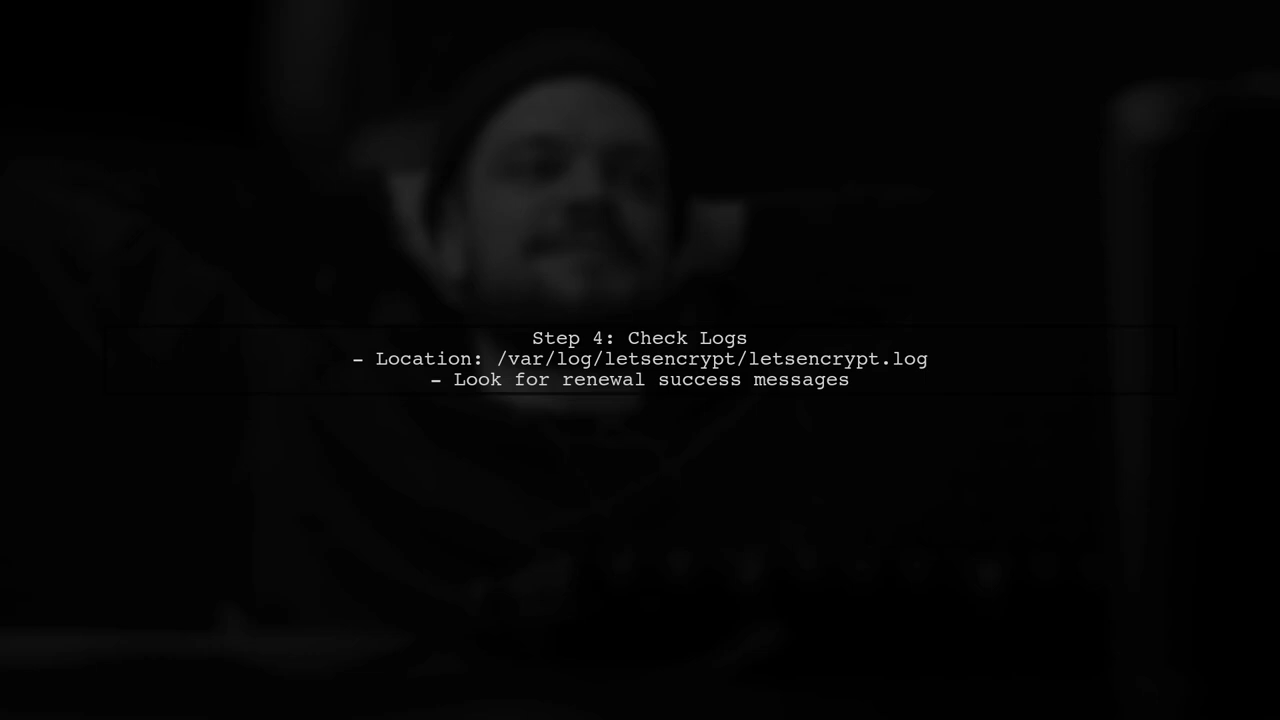 Step 4: Check Logs
- Location: /var/log/letsencrypt/letsencrypt.log
- Look for renewal success messages